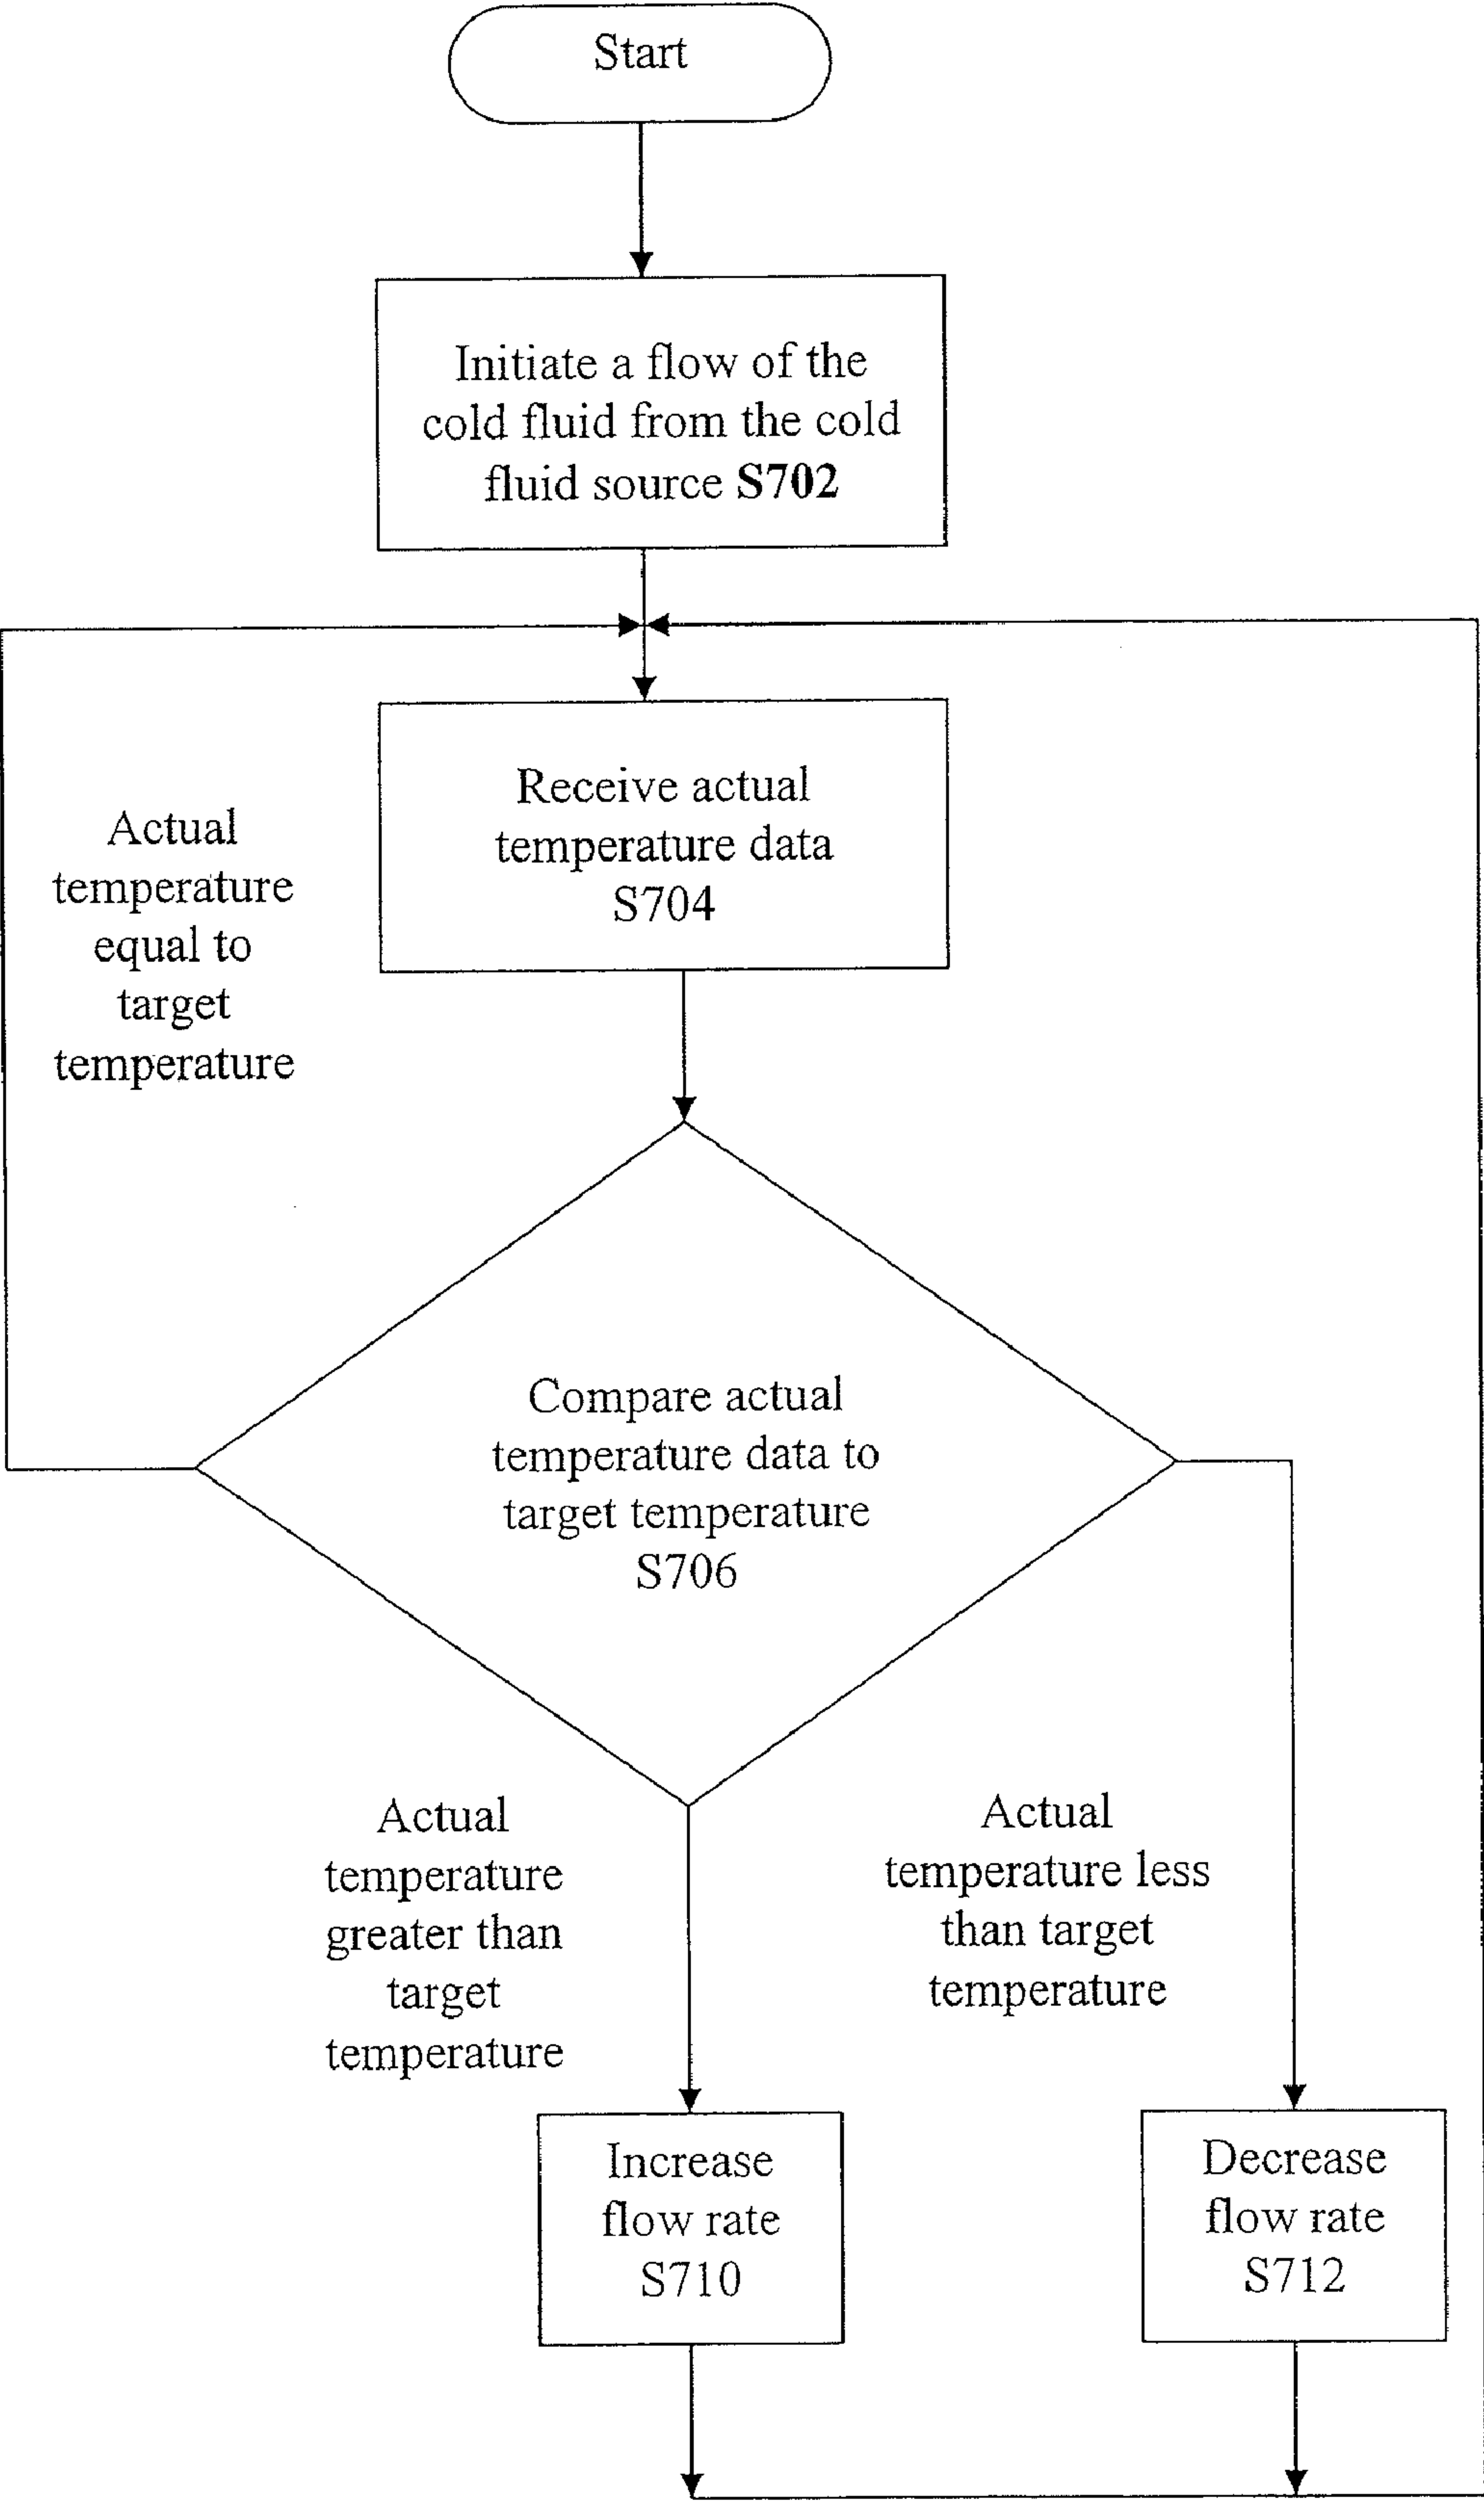 Start
Initiate a flow of the
cold fluid from the cold
fluid source S702
Receive actual
temperature data
S704
Actual
temperature
equal to
target
temperature
Compare actual
temperature data to
target temperature
S706
Actual
temperature
greater than
target
temperature
Actual
temperature less
than target
temperature
Increase
flow rate
S710
Decrease
flow rate
S712